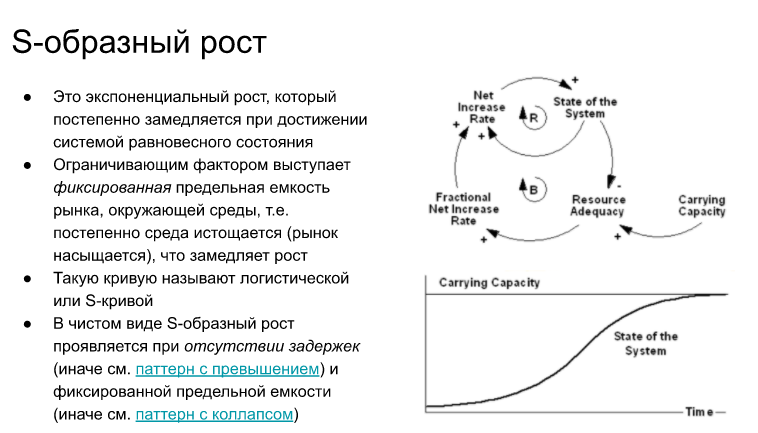 S-образный рост
● Это экспоненциальный рост, который
постепенно замедляется при достижении
системой равновесного состояния
● Ограничивающим фактором выступает
фиксированная предельная емкость
рынка, окружающей среды, т.е.
постепенно среда истощается (рынок
насыщается), что замедляет рост
● Такую кривую называют логистической
или S-кривой
● В чистом виде S-образный рост
проявляется при отсутствии задержек
(иначе см. паттерн с превышением) и
фиксированной предельной емкости
(иначе см. паттерн с коллапсом)
+
Net
Increase
Rate
State of the
System
R
+
+
B
-
Fractional
Net Increase
Rate
Resource
Adequacy
Carrying
Capacity
+
+
Carrying Capacity
State of the
System
Time